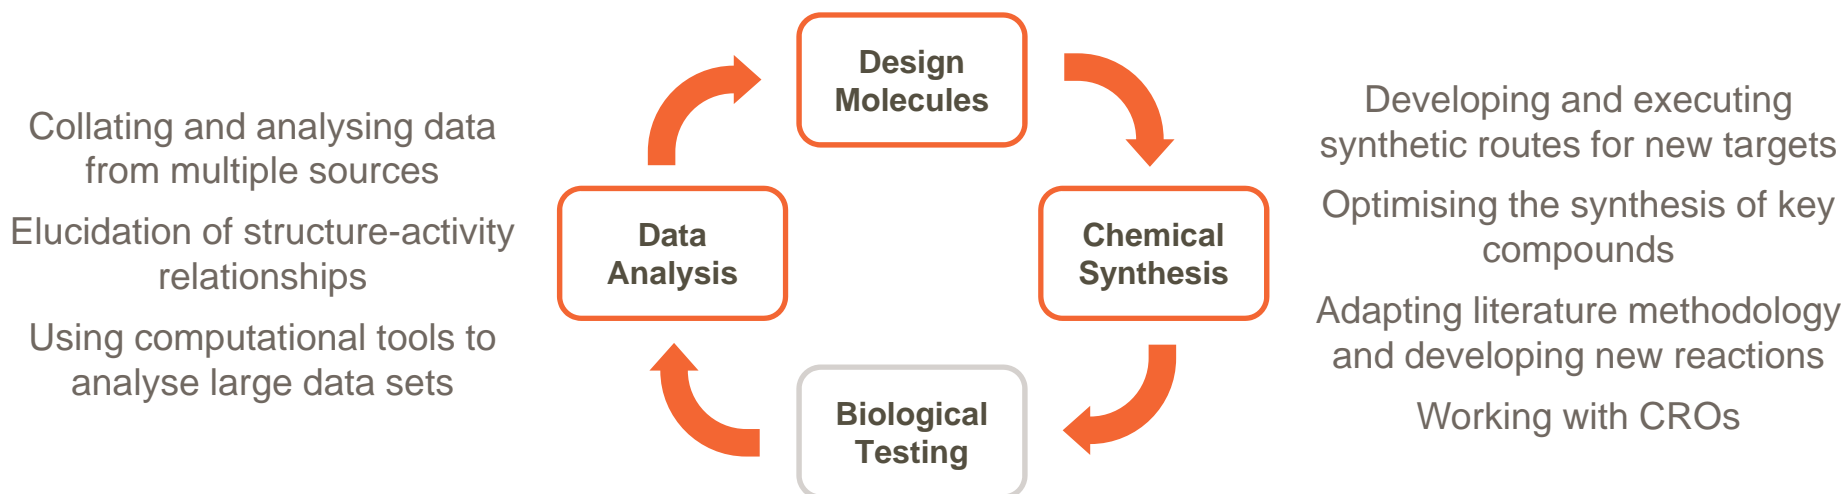 Design
Molecules
Collating and analysing data
from multiple sources
Elucidation of structure-activity
relationships
Using computational tools to
analyse large data sets
Data
Analysis
Chemical
Synthesis
Developing and executing
synthetic routes for new targets
Optimising the synthesis of key
compounds
Adapting literature methodology
and developing new reactions
Working with CROs
Biological
Testing